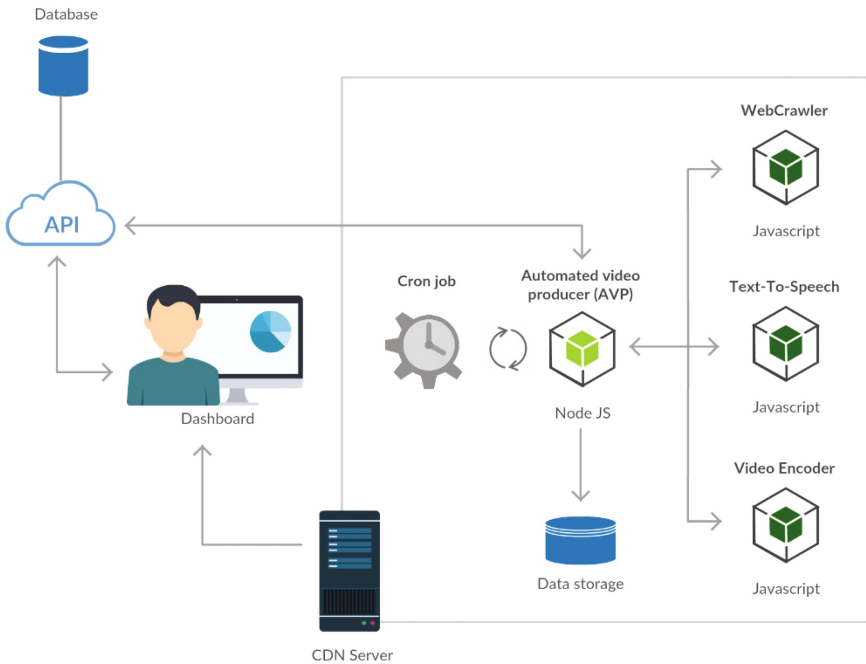 Database
API
Dashboard
CDN Server
Cron job
Automated video
producer (AVP)
Node JS
Data storage
WebCrawler
Javascript
Text-To-Speech
Javascript
Video Encoder
Javascript